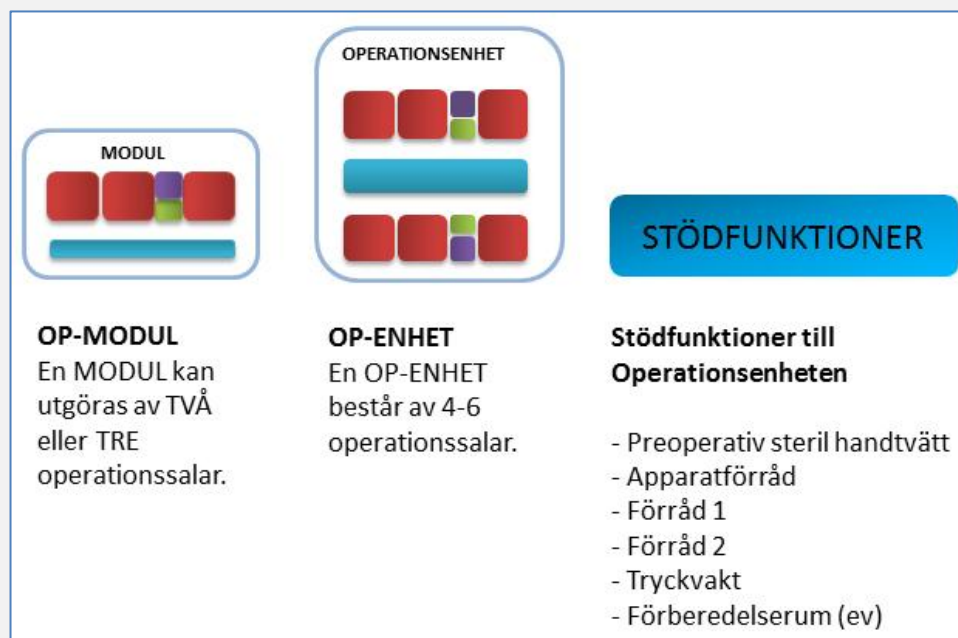 MODUL
OPERATIONSENHET
STÖDFUNKTIONER
OP-MODUL
En MODUL kan
utgöras av TVÅ
eller TRE
operationssalar.
OP-ENHET
En OP-ENHET
består av 4-6
operationssalar.
Stödfunktioner till
Operationsenheten
- Preoperativ steril handtvätt
- Apparatförråd
- Förråd 1
- Förråd 2
- Tryckvakt
- Förberedelserum (ev)